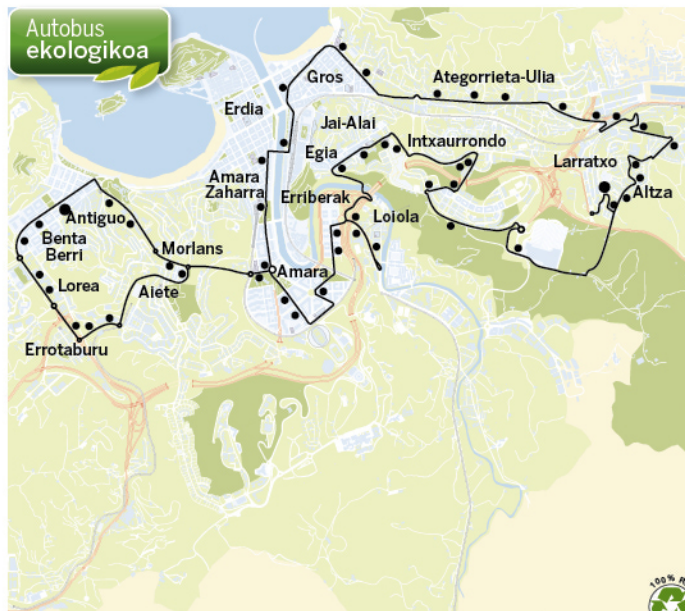 Autobus
ekologikoa
Gros
Ategorrieta-Ulia
Erdia
Jai-Alai
Intxaurrondo
Egia
Larratxo
Amara
Zaharra
Erriberak
Altza
Antiguo
Loiola
Benta
Berri
Morlans
Amara
Lorea
Aiete
Errotaburu
100% R